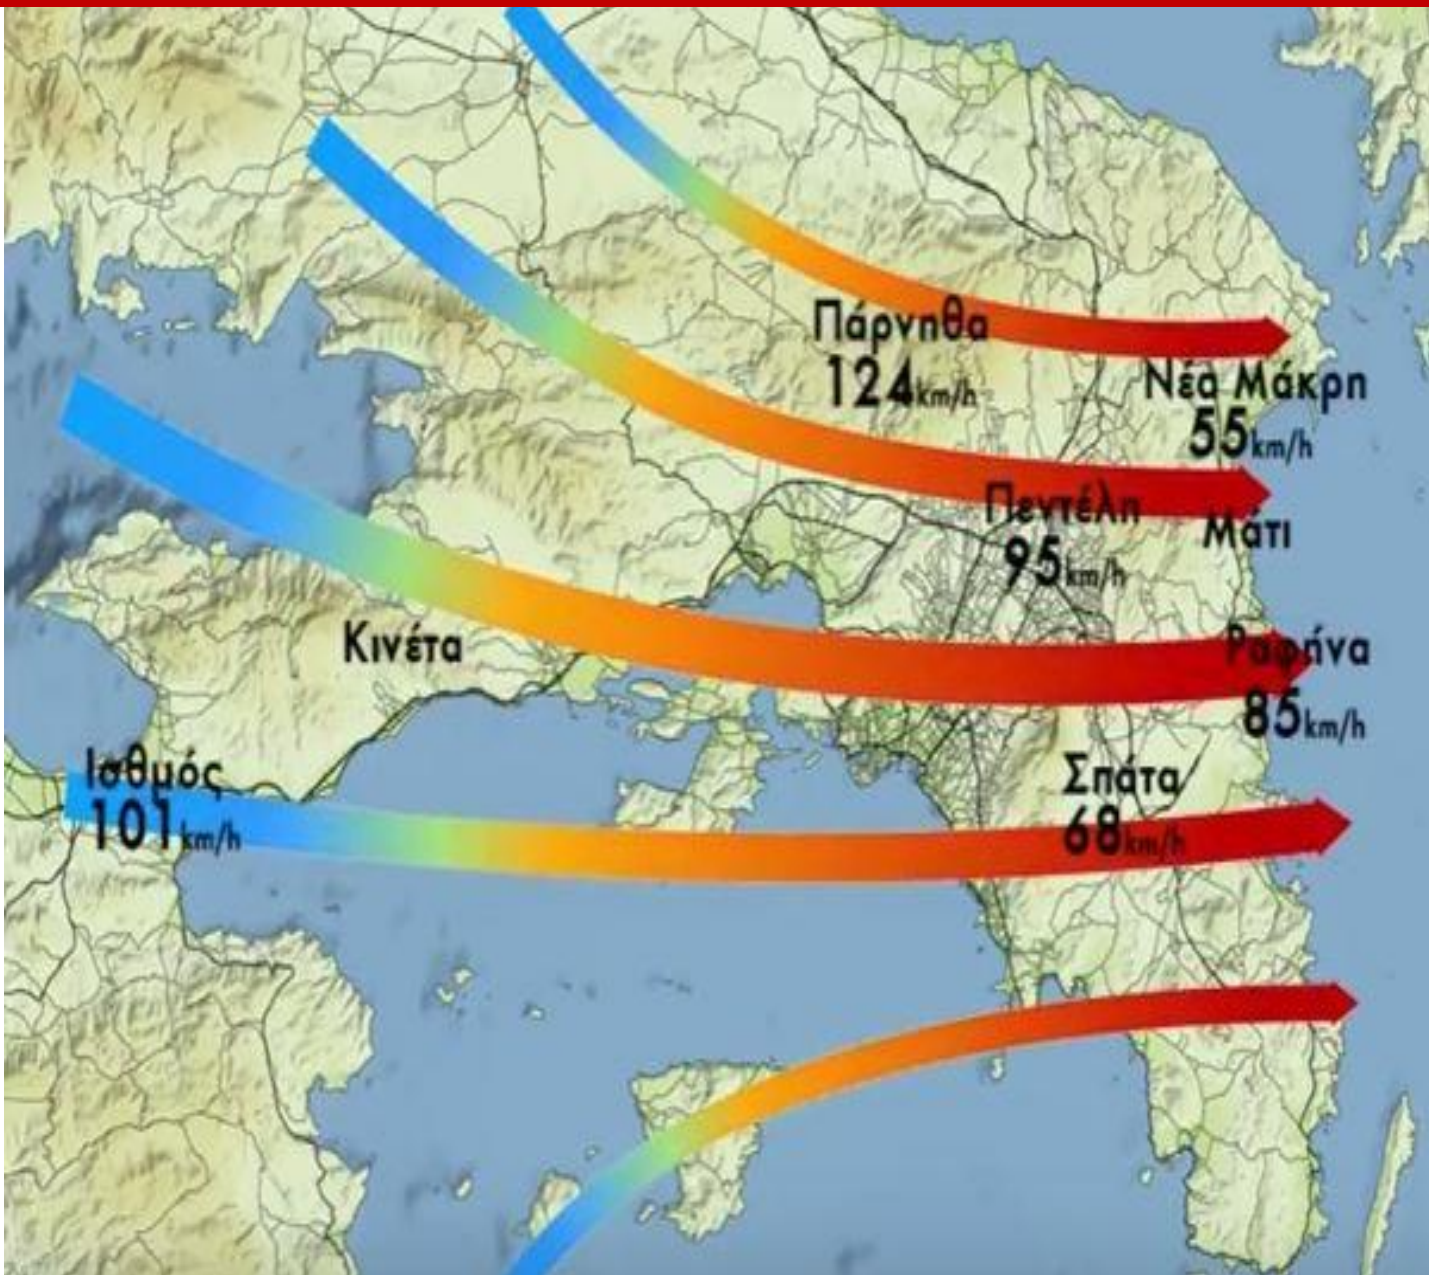 Πάρνηθα
124km/h
Νέα Μάκρη
55km/h
Πεντέλη
95km/h
Μάτι
Κινέτα
Ραφήνα
85km/h
Ισθμός
101km/h
Σπάτα
68km/h